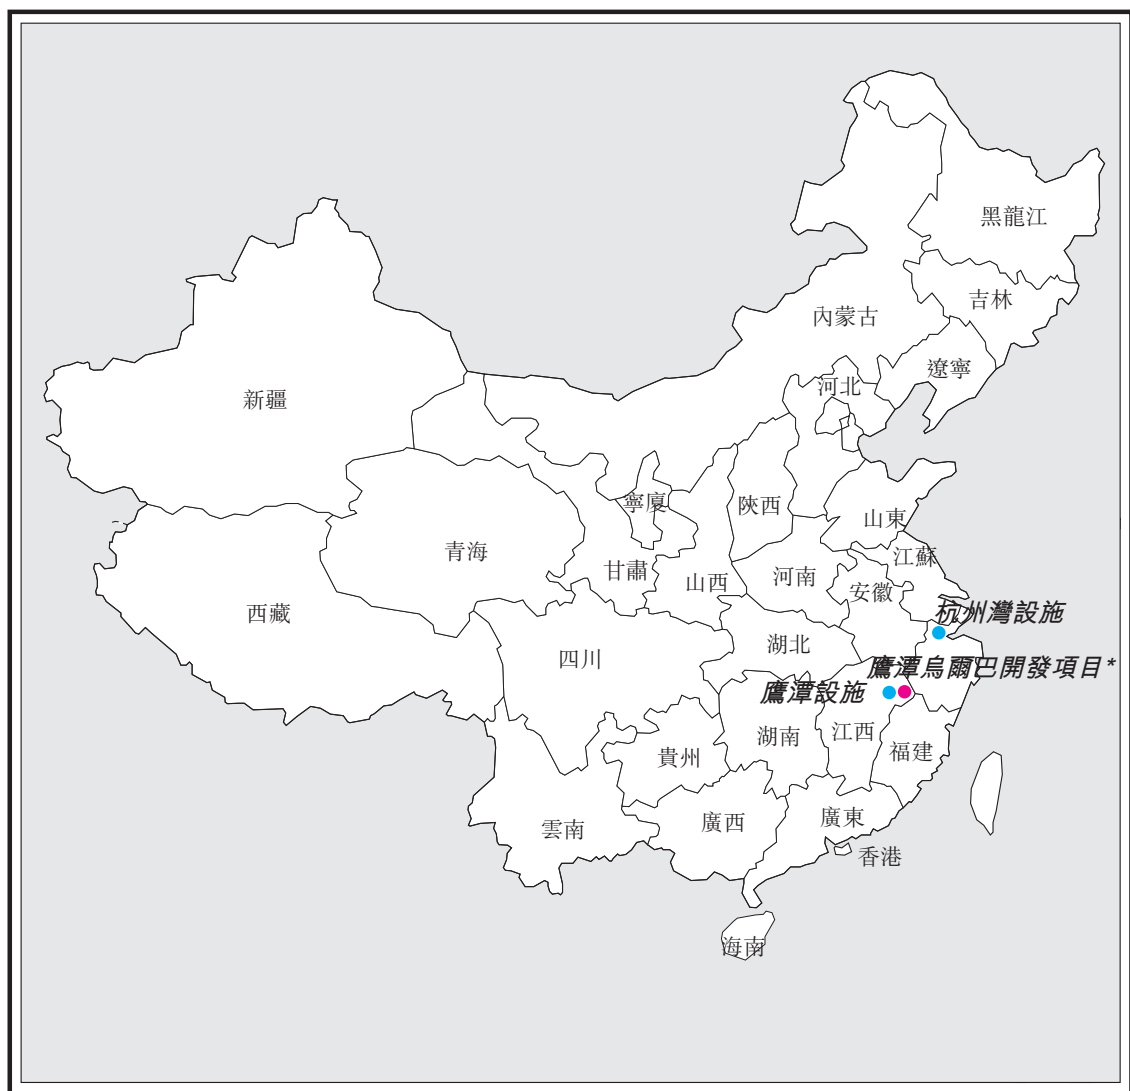 黑龍江
吉林
內蒙古
遼寧
河北
新疆
寧廈
陝西
山東
青海
江蘇
甘肅
山西
河南
安徽
西藏
杭州灣設施
湖北
四川
鷹潭烏爾巴開發項目*
鷹潭設施
江西
湖南
福建
貴州
廣西
廣東
雲南
香港
海南